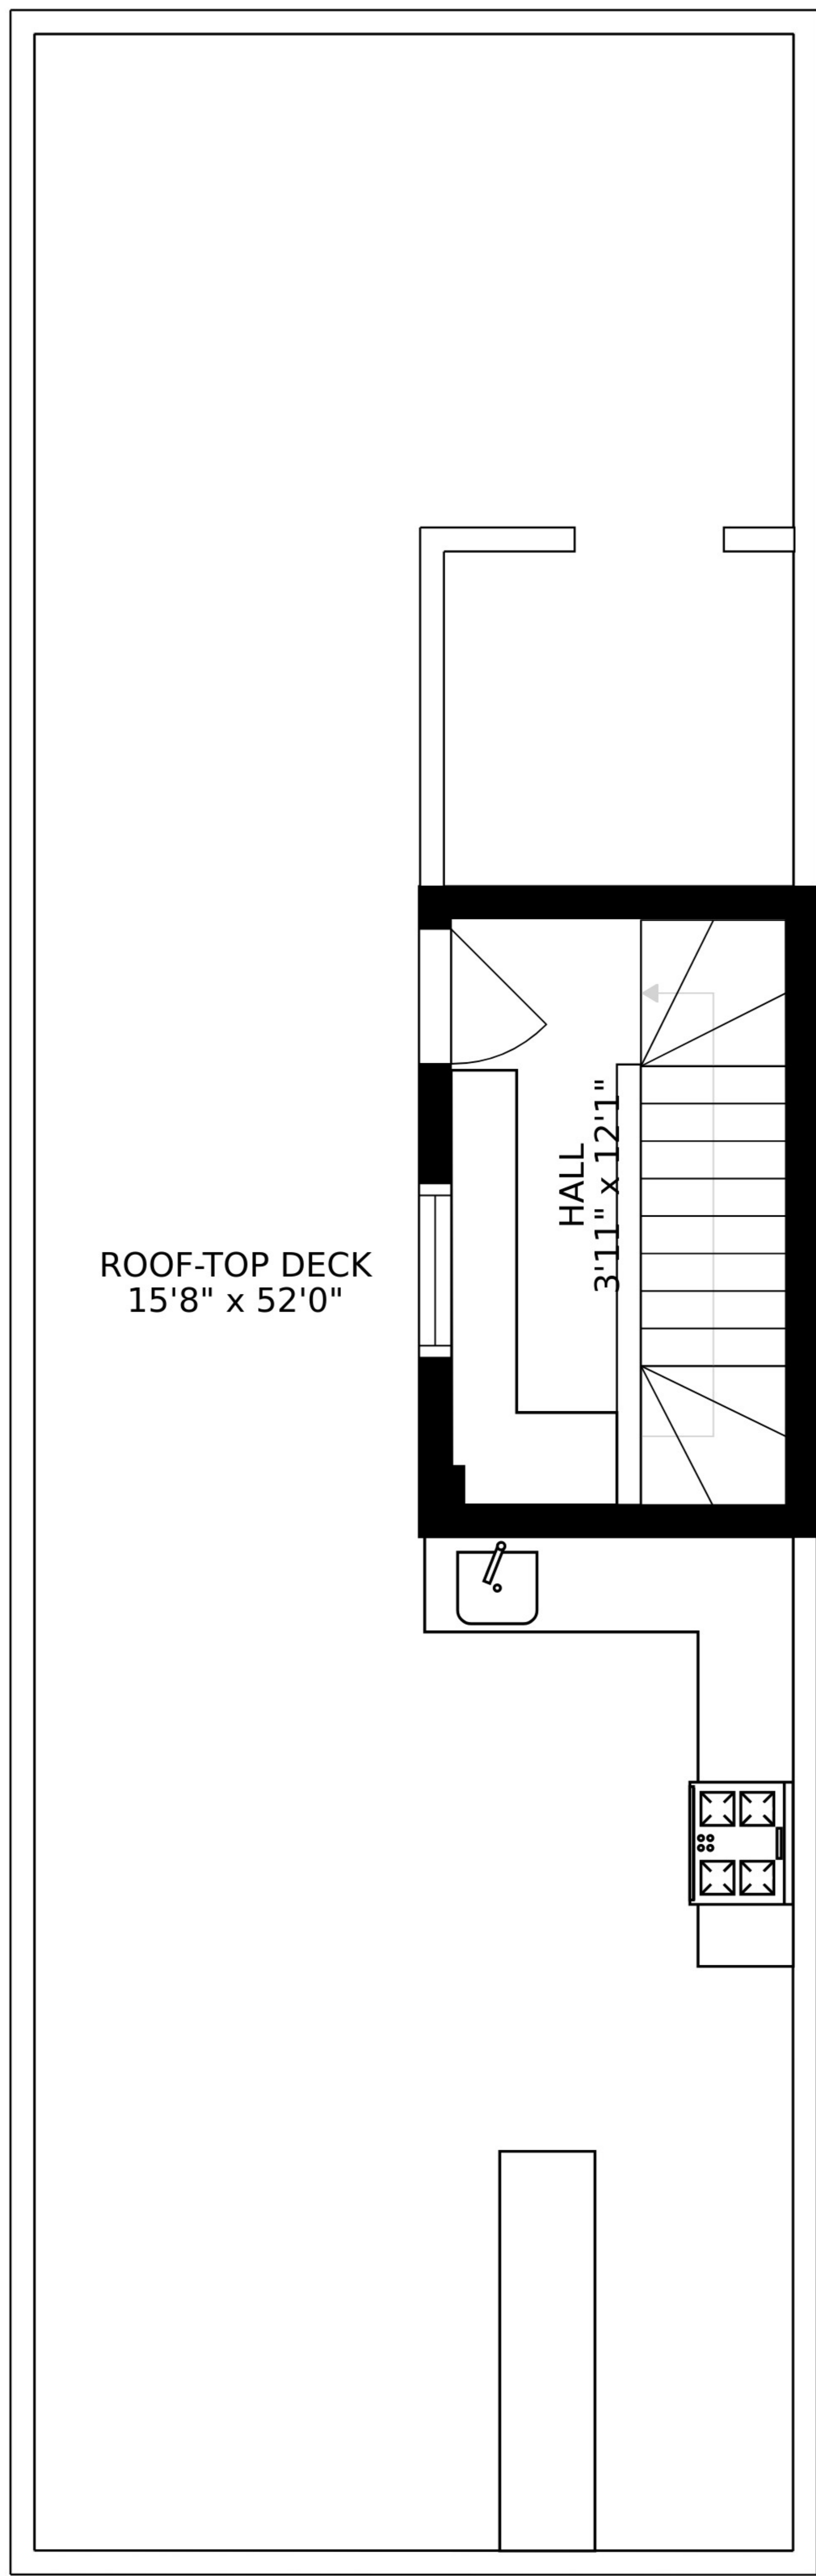 HALL
3'11" x 12'1"
ROOF-TOP DECK
15'8" x 52'0"